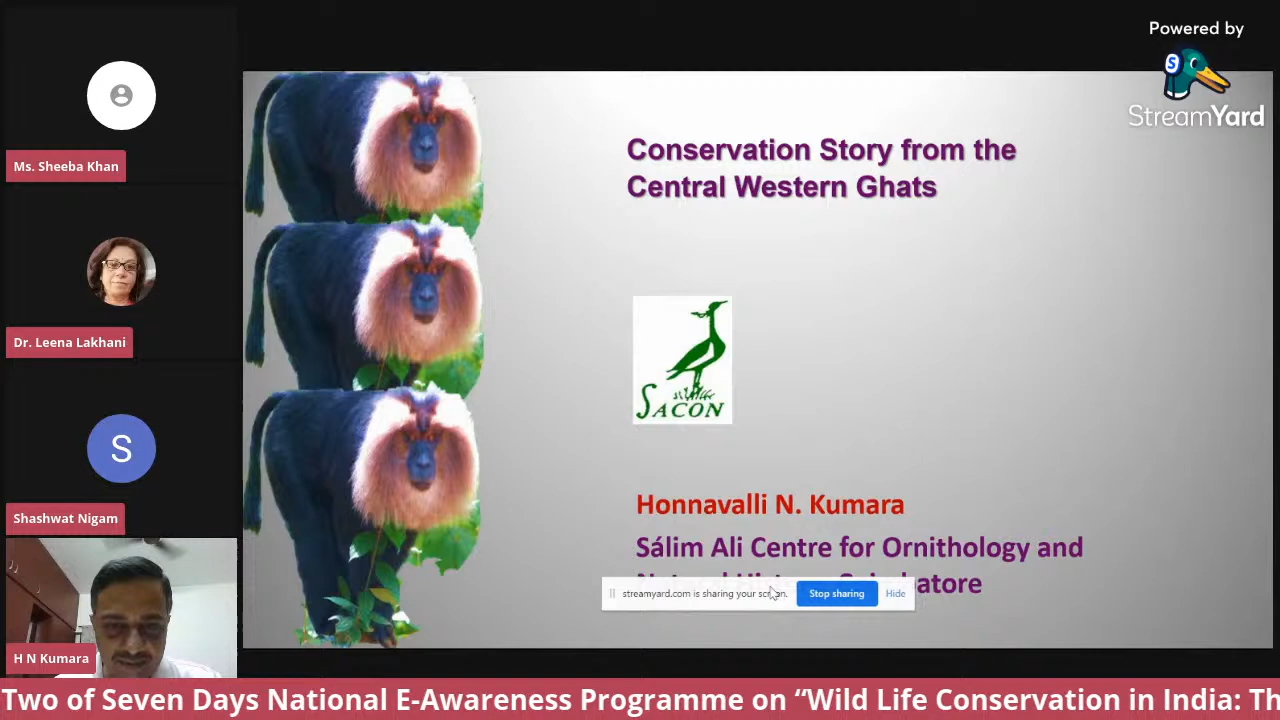 Powered by
StreamYard
Ms. Sheeba Khan
Dr. Leena Lakhani
S
Shashwat Nigam
H N Kumara
Conservation Story from the
Central Western Ghats
SACON
Honnavalli N. Kumara
Sálim Ali Centre for Ornithology and
streamyard.com is sharing your screen.
Stop sharing
Hide
Two of Seven Days National E-Awareness Programme on “Wild Life Conservation in India: Th